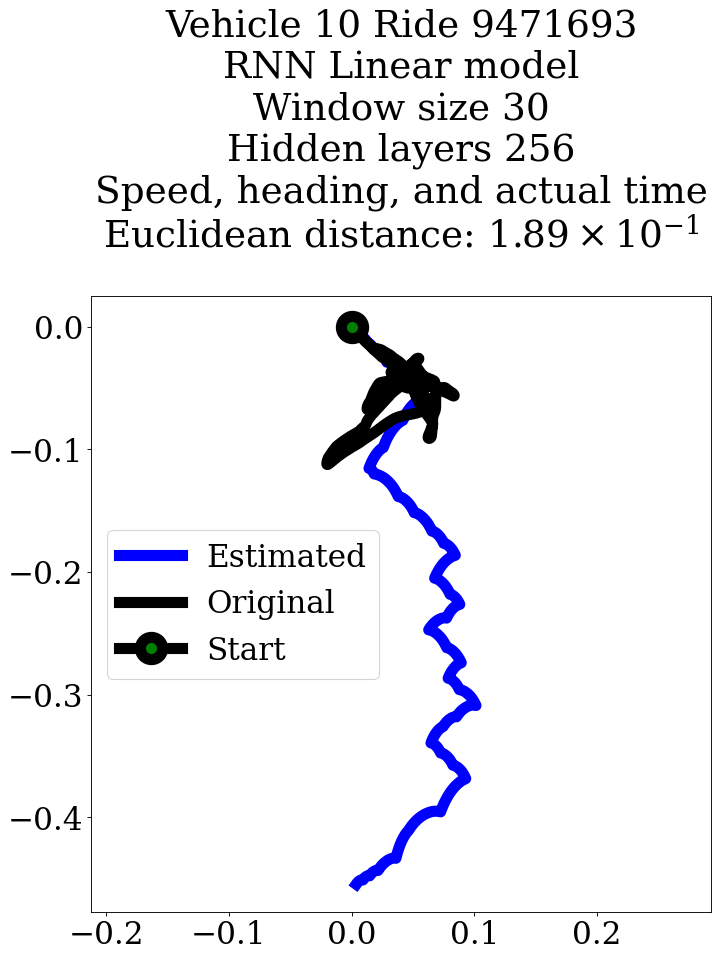 Vehicle 10 Ride 9471693
RNN Linear model
Window size 30
Hidden layers 256
Speed, heading, and actual time
Euclidean distance: 1.89 × 10⁻¹
0.0
−0.1
−0.2
−0.3
−0.4
Estimated
Original
Start
−0.2 −0.1 0.0 0.1 0.2